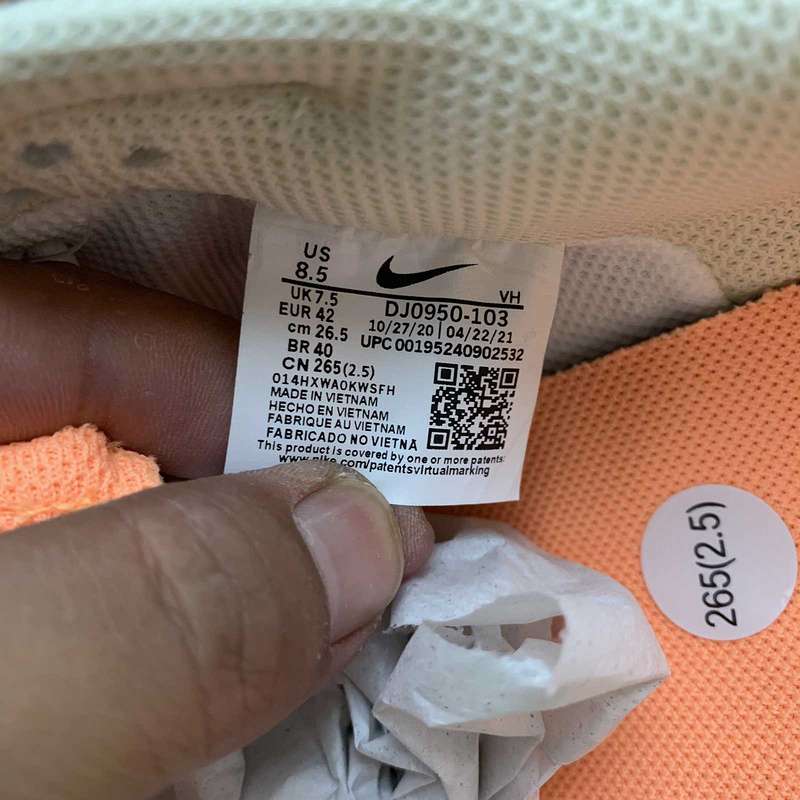 US
8.5
VH
UK 7.5
DJ0950-103
EUR 42
10/27/20 | 04/22/21
cm 26.5
UPC 00195240902532
BR 40
CN 265(2.5)
014HXWA0KWSFH
MADE IN VIETNAM
HECHO EN VIETNAM
FABRIQUE AU VIETNAM
FABRICADO NO VIETNÃ
This product is covered by one or more patents:
www.nike.com/patentsvirtualmarking
265(2.5)